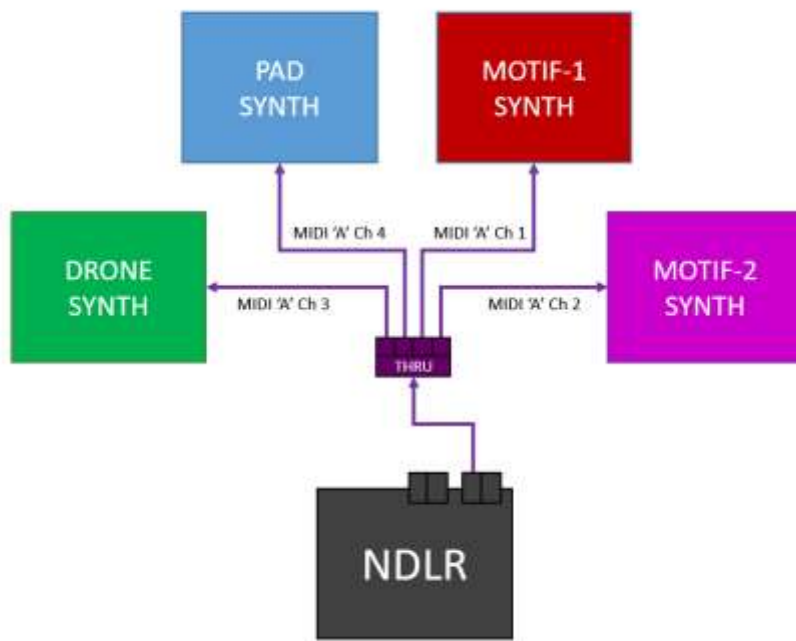 PAD
SYNTH
MOTIF-1
SYNTH
MIDI ‘A’ Ch 4
MIDI ‘A’ Ch 1
DRONE
SYNTH
MOTIF-2
SYNTH
MIDI ‘A’ Ch 3
MIDI ‘A’ Ch 2
THRU
NDLR